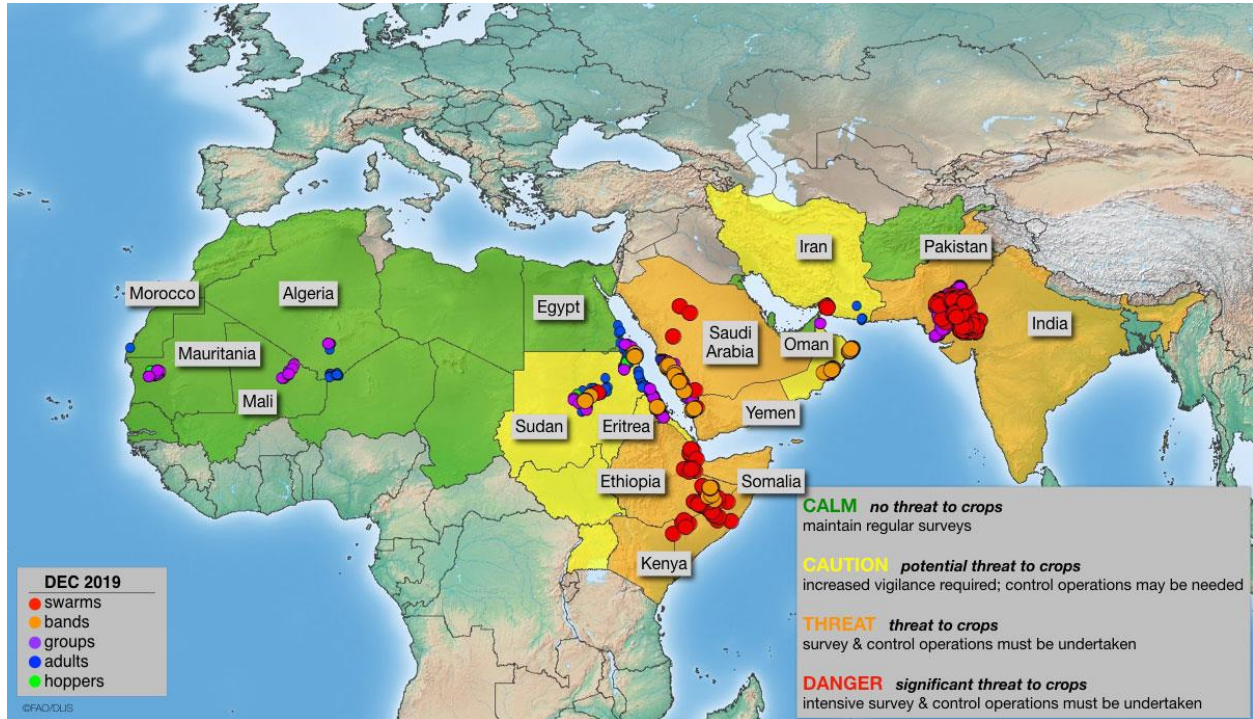 Iran
Pakistan
Morocco
Algeria
Egypt
Saudi
Arabia
India
Oman
Mauritania
Mali
Yemen
Sudan
Eritrea
Ethiopia
Somalia
Kenya
DEC 2019
swarms
bands
groups
adults
hoppers
©FAO/DLIS
CALM no threat to crops
maintain regular surveys
CAUTION potential threat to crops
increased vigilance required; control operations may be needed
THREAT threat to crops
survey & control operations must be undertaken
DANGER significant threat to crops
intensive survey & control operations must be undertaken